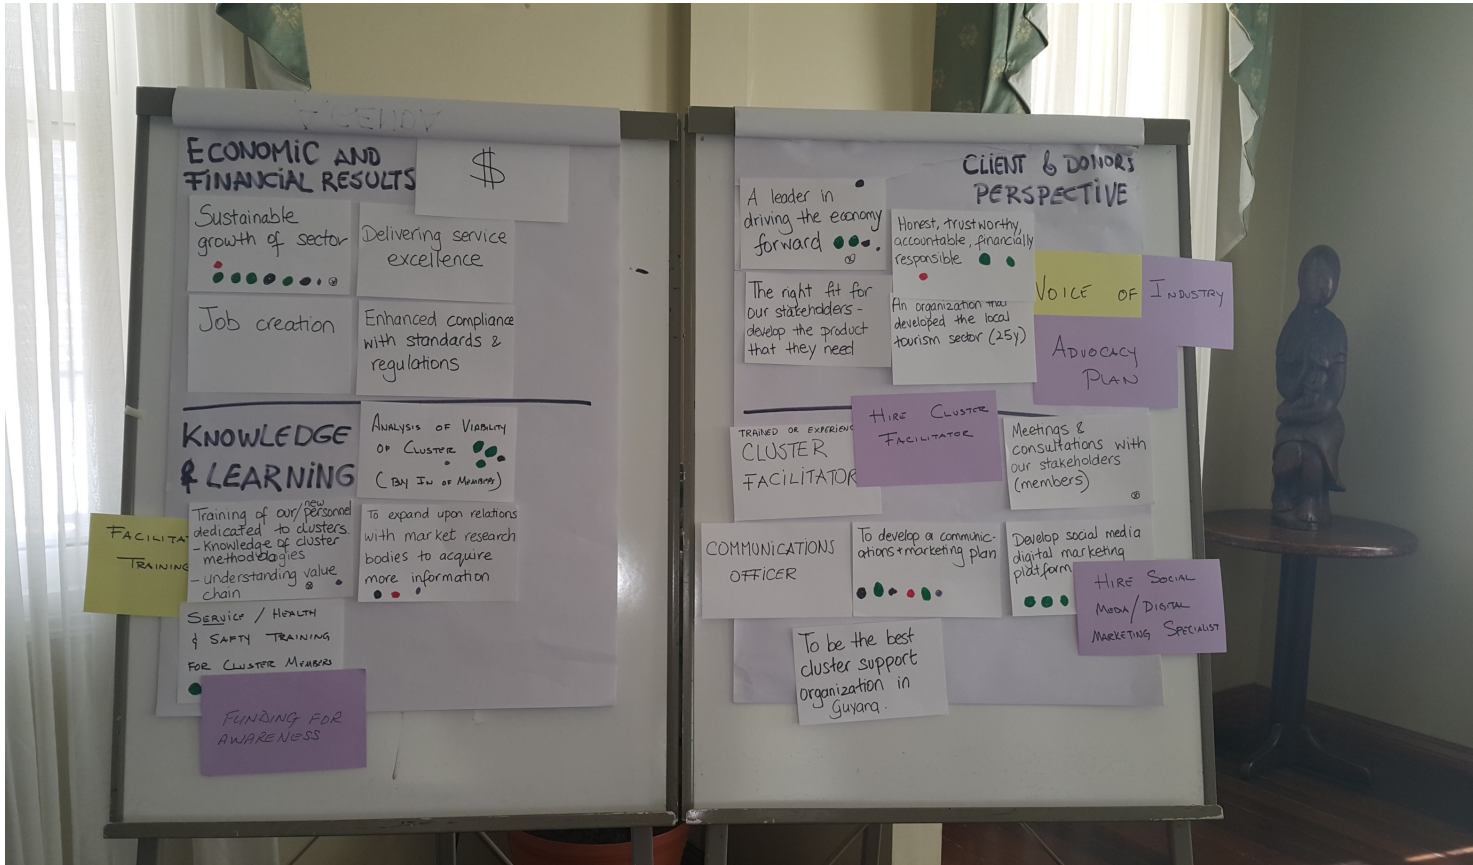 AGENDA
ECONOMIC AND
FINANCIAL RESULTS
$
Sustainable
growth of sector
Delivering service
excellence
Job creation
Enhanced compliance
with standards &
regulations
KNOWLEDGE
& LEARNING
ANALYSIS OF VIABILITY
OF CLUSTER
(BUY IN OF MEMBERS)
Training of our/new personnel
dedicated to clusters.
- Knowledge of cluster
methodologies
- Understanding value
chain
To expand upon relations
with market research
bodies to acquire
more information
FACILITAT
TRAINING
SERVICE / HEALTH
& SAFTY TRAINING
FOR CLUSTER MEMBERS
FUNDING FOR
AWARENESS
CLIENT & DONORS
PERSPECTIVE
A leader in
driving the economy
forward
Honest, trustworthy,
accountable, financially
responsible
The right fit for
our stakeholders -
develop the product
that they need
An organization that
developed the local
tourism sector (25y)
VOICE OF INDUSTRY
ADVOCACY
PLAN
TRAINED OR EXPERIENC
CLUSTER
FACILITATOR
HIRE CLUSTER
FACILITATOR
Meetings &
consultations with
our stakeholders
(members)
COMMUNICATIONS
OFFICER
To develop a communic-
ations + marketing plan
Develop social media
digital marketing
platform
HIRE SOCIAL
MEDIA/DIGITAL
MARKETING SPECIALIST
To be the best
cluster support
organization in
Guyana.